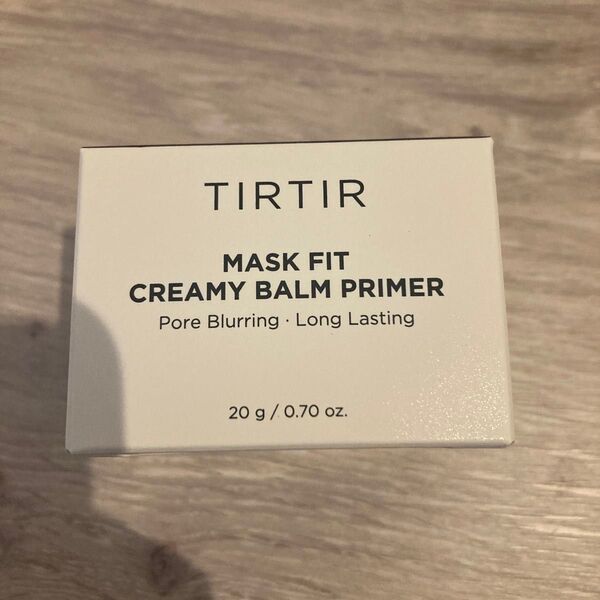 TIRTIR
MASK FIT
CREAMY BALM PRIMER
Pore Blurring · Long Lasting
20 g / 0.70 oz.